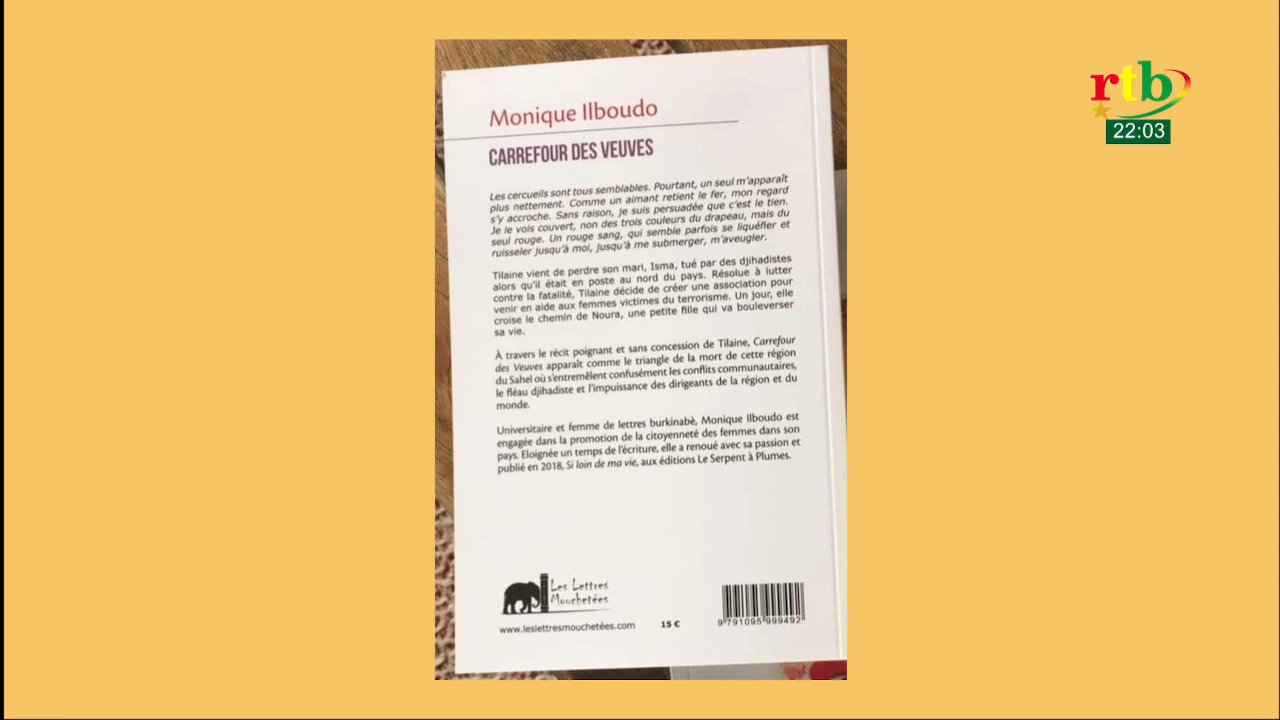 rtb
22:03
Monique Ilboudo
CARREFOUR DES VEUVES
Les cercueils sont tous semblables. Pourtant, un seul m'apparaît
plus nettement. Comme un aimant retient le fer, mon regard
s'y accroche. Sans raison, je suis persuadée que c'est le tien.
Je le vois couvert, non des trois couleurs du drapeau, mais du
seul rouge. Un rouge sang, qui semble parfois se liquéfier et
ruisseler jusqu'à moi, jusqu'à me submerger, m'aveugler.
Tilaine vient de perdre son mari, Isma, tué par des djihadistes
alors qu'il était en poste au nord du pays. Résolue à lutter
contre la fatalité, Tilaine décide de créer une association pour
venir en aide aux femmes victimes du terrorisme. Un jour, elle
croise le chemin de Noura, une petite fille qui va bouleverser
sa vie.
À travers le récit poignant et sans concession de Tilaine, Carrefour
des Veuves apparaît comme le triangle de la mort de cette région
du Sahel où s'entremêlent confusément les conflits communautaires,
le fléau djihadiste et l'impuissance des dirigeants de la région et du
monde.
Universitaire et femme de lettres burkinabè, Monique Ilboudo est
engagée dans la promotion de la citoyenneté des femmes dans son
pays. Eloignée un temps de l'écriture, elle a renoué avec sa passion et
publié en 2018, Si loin de ma vie, aux éditions Le Serpent à Plumes.
Les Lettres
Mouchetées
www.leslettresmouchetées.com
15 €
9 791095 999492